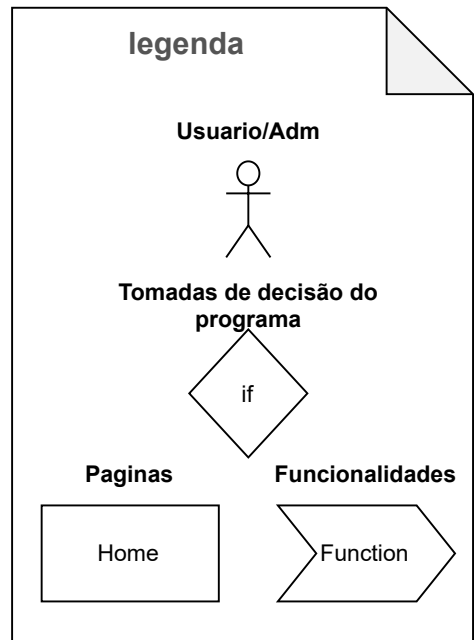 legenda
Usuario/Adm
Tomadas de decisão do
programa
if
Paginas
Funcionalidades
Home
Function